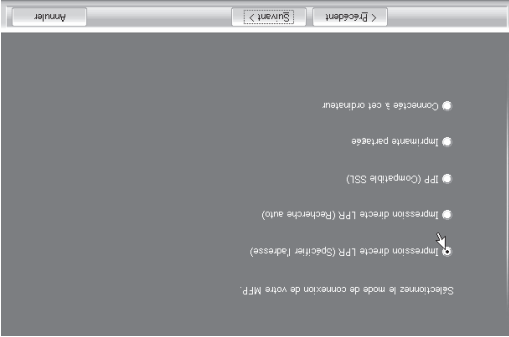 Sélectionnez le mode de connexion de votre MFP.
Impression directe LPR (Spécifier l'adresse)
Impression directe LPR (Recherche auto)
IPP (Compatible SSL)
Imprimante partagée
Connectée à cet ordinateur
< Précédent
Suivant >
Annuler